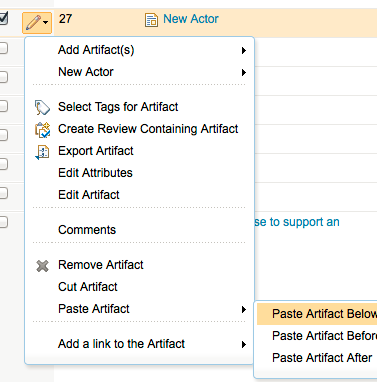 27 New Actor
Add Artifact(s)
New Actor
Select Tags for Artifact
Create Review Containing Artifact
Export Artifact
Edit Attributes
Edit Artifact
se to support an
Comments
Remove Artifact
Cut Artifact
Paste Artifact
Paste Artifact Below
Paste Artifact Before
Paste Artifact After
Add a link to the Artifact